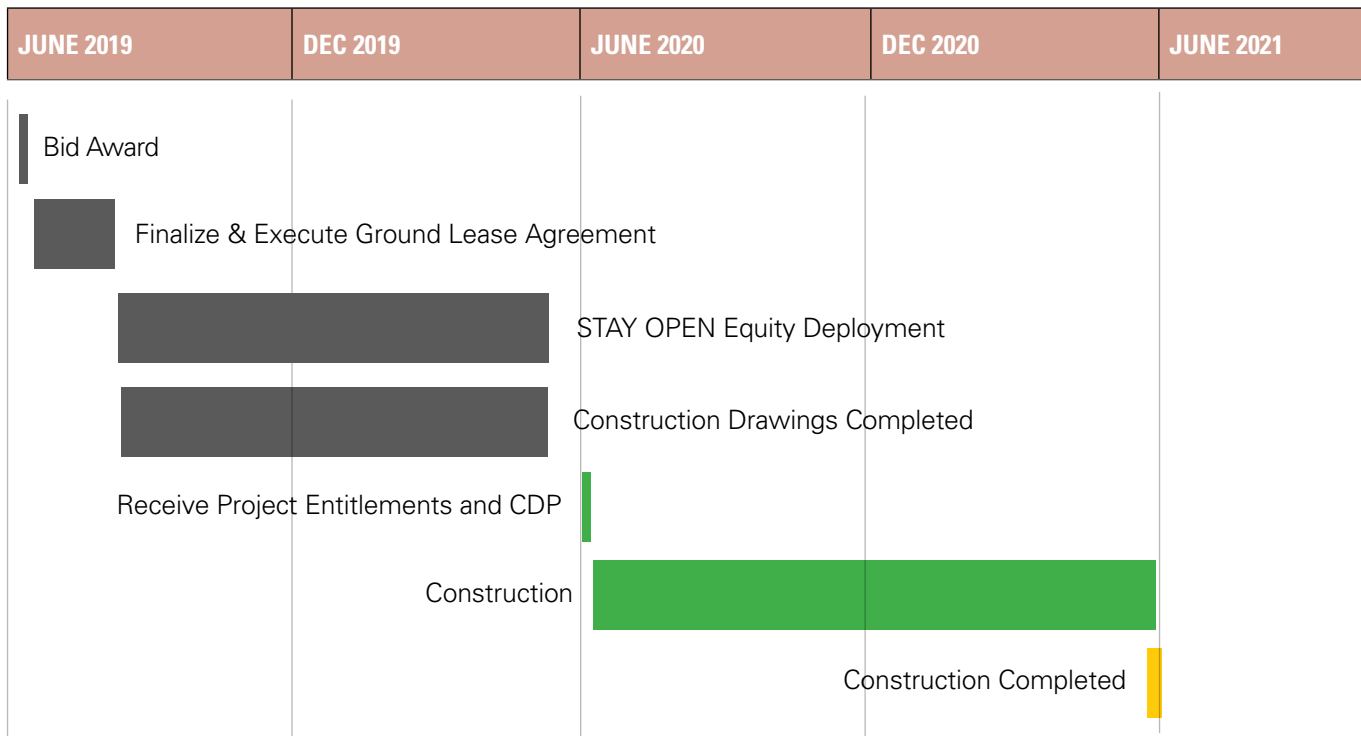 JUNE 2019
DEC 2019
JUNE 2020
DEC 2020
JUNE 2021
Bid Award
Finalize & Execute Ground Lease Agreement
STAY OPEN Equity Deployment
Construction Drawings Completed
Receive Project Entitlements and CDP
Construction
Construction Completed